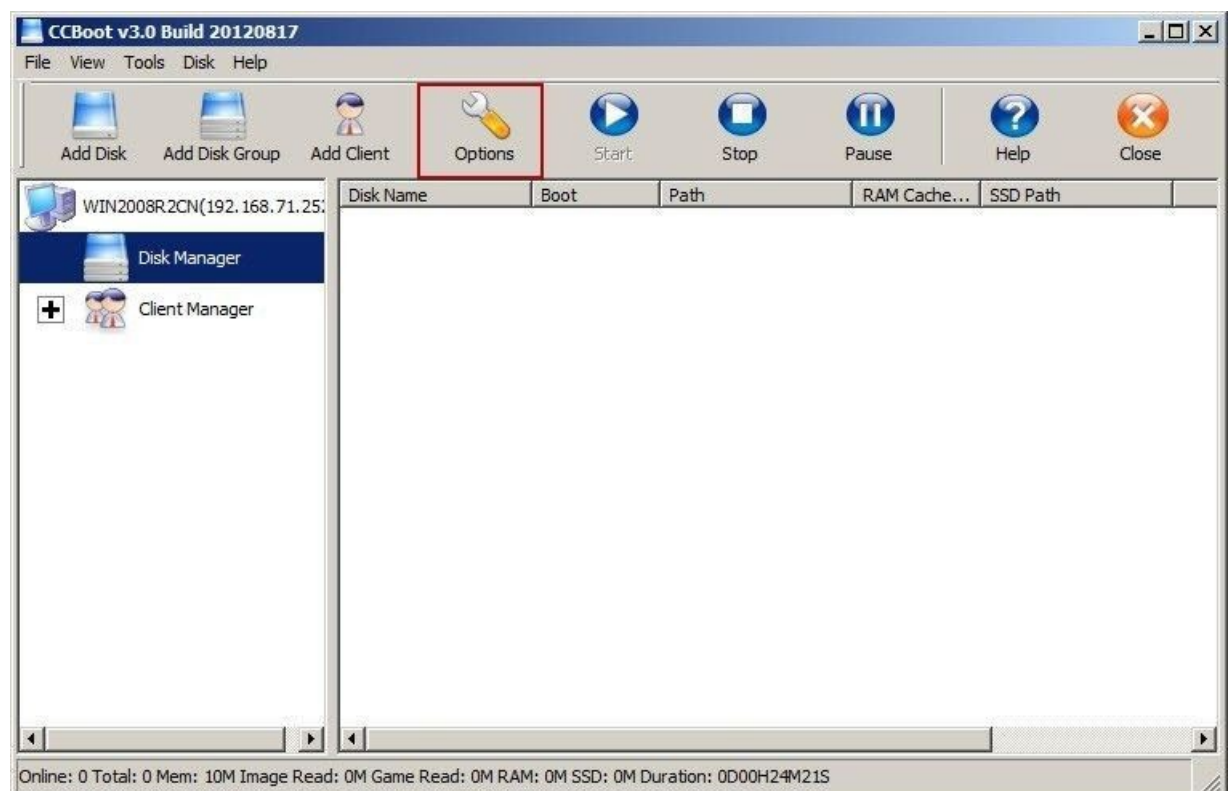 CCBoot v3.0 Build 20120817
File View Tools Disk Help
Add Disk Add Disk Group Add Client Options Start Stop Pause Help Close
Disk Name Boot Path RAM Cache... SSD Path
WIN2008R2CN(192.168.71.252
Disk Manager
Client Manager
Online: 0 Total: 0 Mem: 10M Image Read: 0M Game Read: 0M RAM: 0M SSD: 0M Duration: 0D00H24M21S